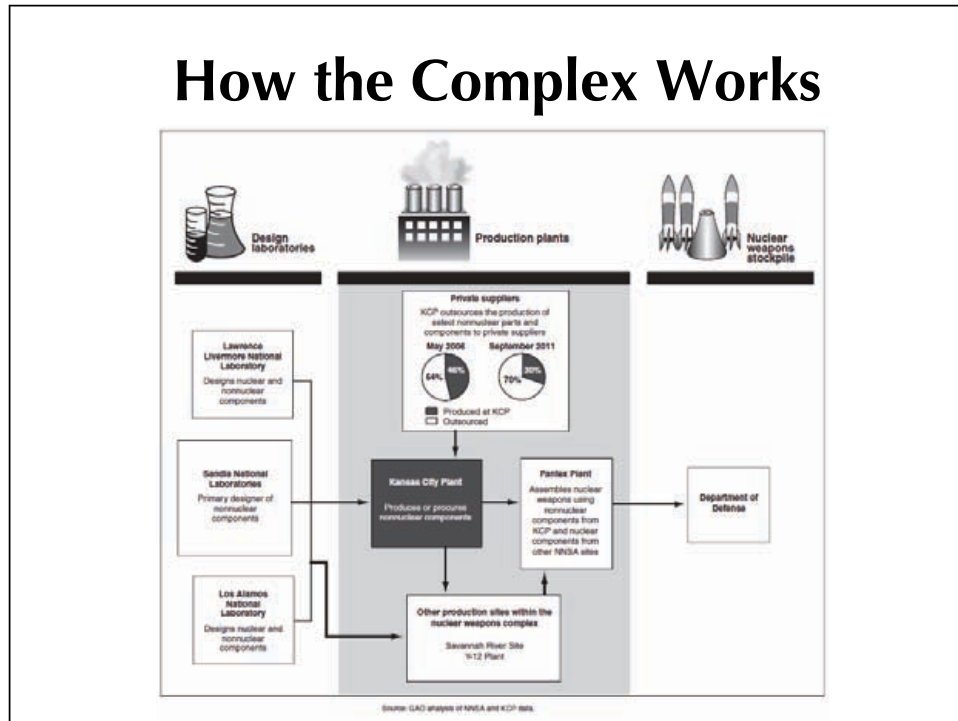 How the Complex Works
Design
laboratories
Production plants
Nuclear
weapons
stockpile
Private suppliers
KCP outsources the production of
select nonnuclear parts and
components to private suppliers
May 2006
September 2011
54%
46%
70%
30%
Produced at KCP
Outsourced
Lawrence
Livermore National
Laboratory
Designs nuclear and
nonnuclear
components
Sandia National
Laboratories
Primary designer of
nonnuclear
components
Los Alamos
National
Laboratory
Designs nuclear and
nonnuclear
components
Kansas City Plant
Produces or procures
nonnuclear components
Pantex Plant
Assembles nuclear
weapons using
nonnuclear
components from
KCP and nuclear
components from
other NNSA sites
Department of
Defense
Other production sites within the
nuclear weapons complex
Savannah River Site
Y-12 Plant
Source: GAO analysis of NNSA and KCP data.